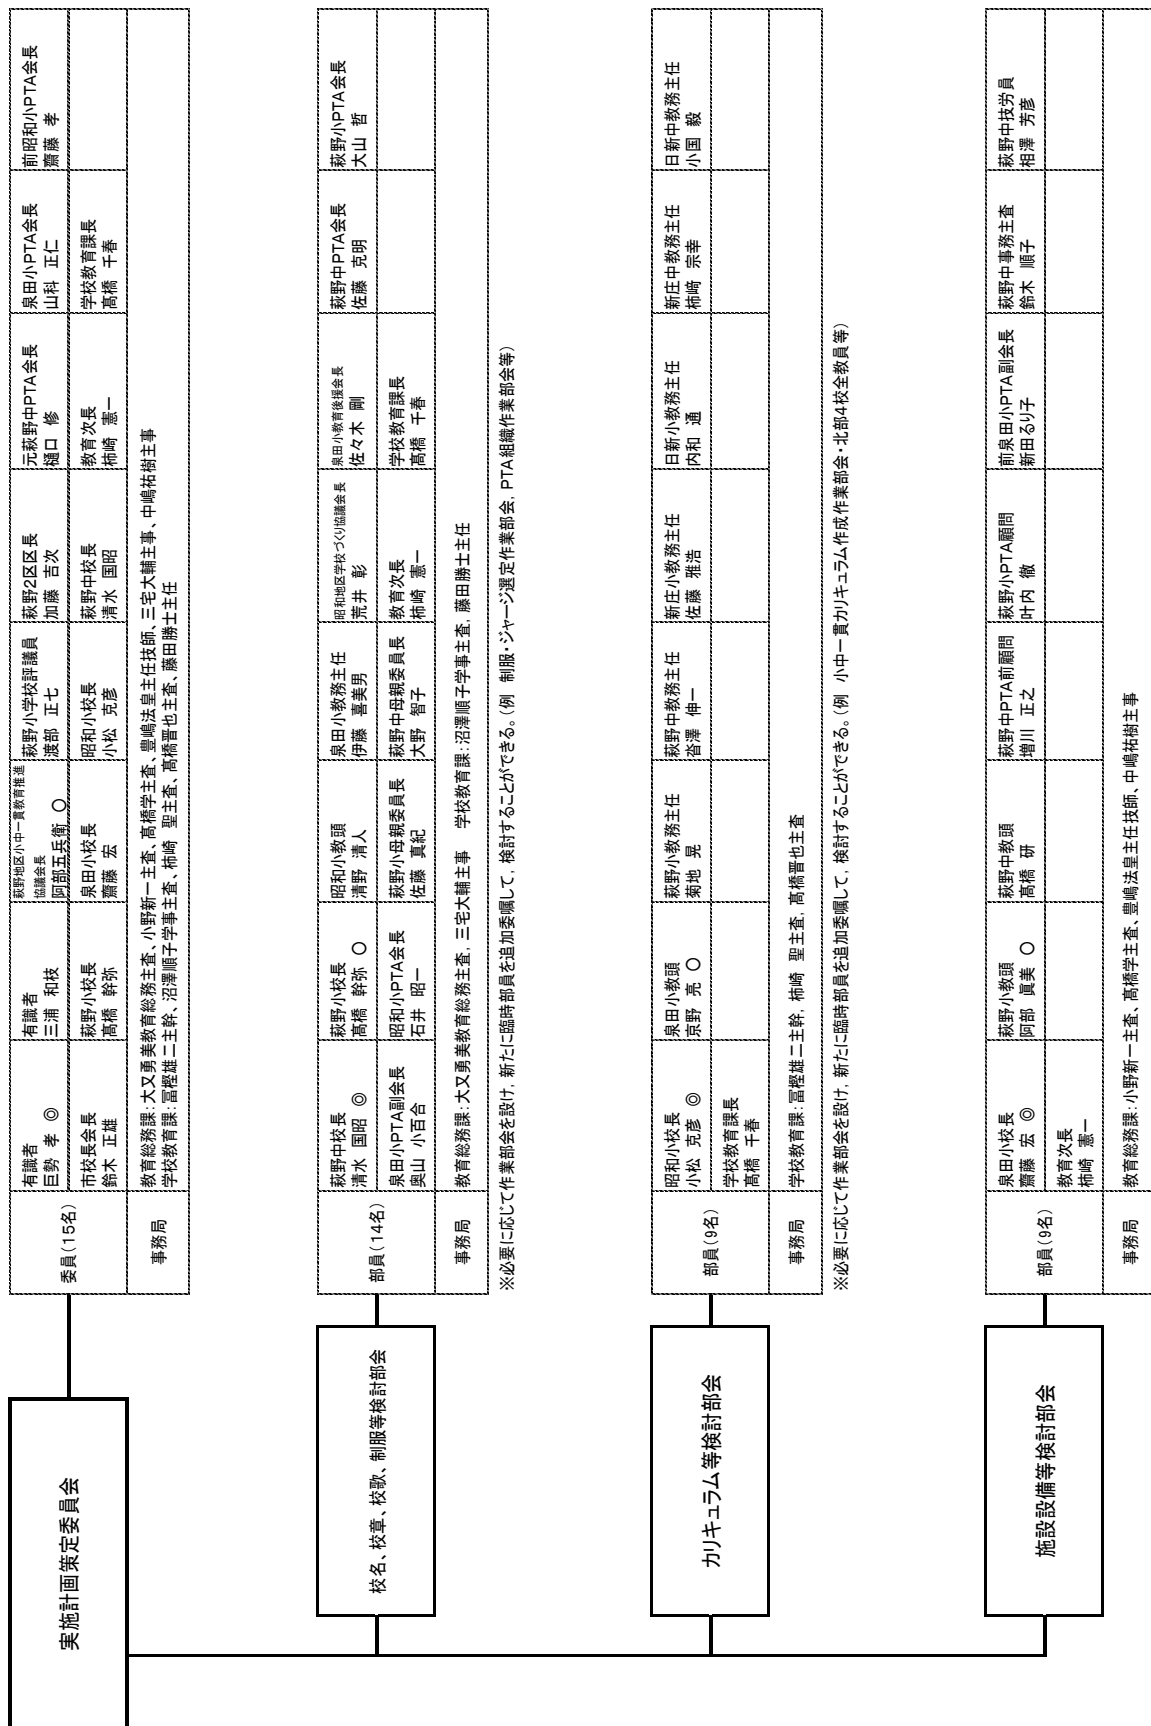 実施計画策定委員会
委員(15名)
有識者
巨勢 孝 ◎
有識者
三浦 和枝
萩野地区小中一貫教育推進
協議会長
阿部五兵衛 〇
萩野小学校評議員
渡部 正七
萩野2区区長
加藤 吉次
元萩野中PTA会長
樋口 修
泉田小PTA会長
山科 正仁
前昭和小PTA会長
齋藤 孝
市校長会長
鈴木 正雄
萩野小校長
髙橋 幹弥
泉田小校長
齋藤 宏
昭和小校長
小松 克彦
萩野中校長
清水 国昭
教育次長
柿崎 憲一
学校教育課長
髙橋 千春
事務局
教育総務課:大又勇美教育総務主査、小野新一主査、髙橋学主査、豊嶋法皇主任技師、三宅大輔主事、中嶋祐樹主事
学校教育課:冨樫雄二主幹、沼澤順子学事主査、柿崎 聖主査、髙橋晋也主査、藤田勝士主任
校名、校章、校歌、制服等検討部会
部員(14名)
萩野中校長
清水 国昭 ◎
萩野小校長
髙橋 幹弥 〇
昭和小教頭
清野 清人
泉田小教務主任
伊藤 喜美男
昭和地区学校づくり協議会長
荒井 彰
泉田小教育後援会長
佐々木 剛
萩野中PTA会長
佐藤 克明
萩野小PTA会長
大山 哲
泉田小PTA副会長
奥山 小百合
昭和小PTA会長
石井 昭一
萩野小母親委員長
佐藤 真紀
萩野中母親委員長
大野 智子
教育次長
柿崎 憲一
学校教育課長
髙橋 千春
事務局
教育総務課:大又勇美教育総務主査, 三宅大輔主事 学校教育課:沼澤順子学事主査, 藤田勝士主任
※必要に応じて作業部会を設け, 新たに臨時部員を追加委嘱して, 検討することができる。(例 制服・ジャージ選定作業部会, PTA組織作業部会等)
カリキュラム等検討部会
部員(9名)
昭和小校長
小松 克彦 ◎
泉田小教頭
京野 亮 〇
萩野小教務主任
菊地 晃
萩野中教務主任
沓澤 伸一
新庄小教務主任
佐藤 雅浩
日新小教務主任
内和 通
新庄中教務主任
柿﨑 宗幸
日新中教務主任
小国 毅
学校教育課長
髙橋 千春
事務局
学校教育課:冨樫雄二主幹, 柿崎 聖主査, 髙橋晋也主査
※必要に応じて作業部会を設け, 新たに臨時部員を追加委嘱して, 検討することができる。(例 小中一貫カリキュラム作成作業部会・北部4校全教員等)
施設設備等検討部会
部員(9名)
泉田小校長
齋藤 宏 ◎
萩野小教頭
阿部 眞美 〇
萩野中教頭
髙橋 研
萩野中PTA前顧問
増川 正之
萩野小PTA顧問
叶内 徹
前泉田小PTA副会長
新田るり子
萩野中事務主査
鈴木 順子
萩野中技労員
相澤 芳彦
教育次長
柿崎 憲一
事務局
教育総務課:小野新一主査、髙橋学主査、豊嶋法皇主任技師、中嶋祐樹主事